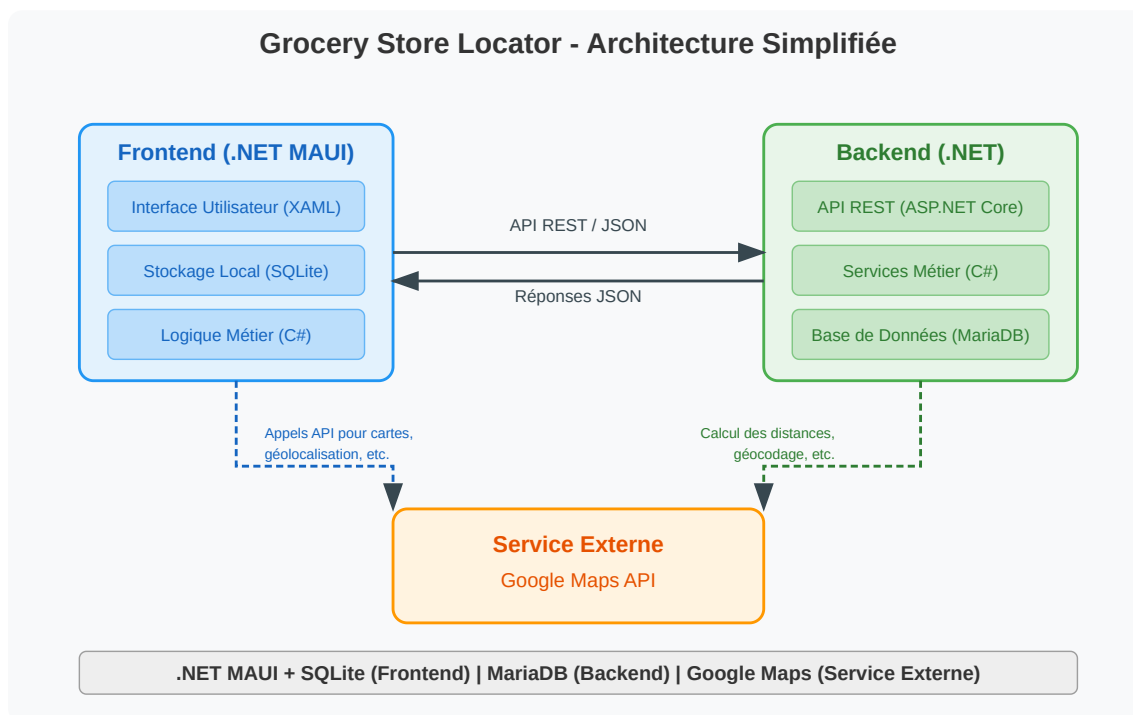 Grocery Store Locator - Architecture Simplifiée
Frontend (.NET MAUI)
Interface Utilisateur (XAML)
Stockage Local (SQLite)
Logique Métier (C#)
API REST / JSON
Réponses JSON
Backend (.NET)
API REST (ASP.NET Core)
Services Métier (C#)
Base de Données (MariaDB)
Appels API pour cartes,
géolocalisation, etc.
Calcul des distances,
géocodage, etc.
Service Externe
Google Maps API
.NET MAUI + SQLite (Frontend) | MariaDB (Backend) | Google Maps (Service Externe)